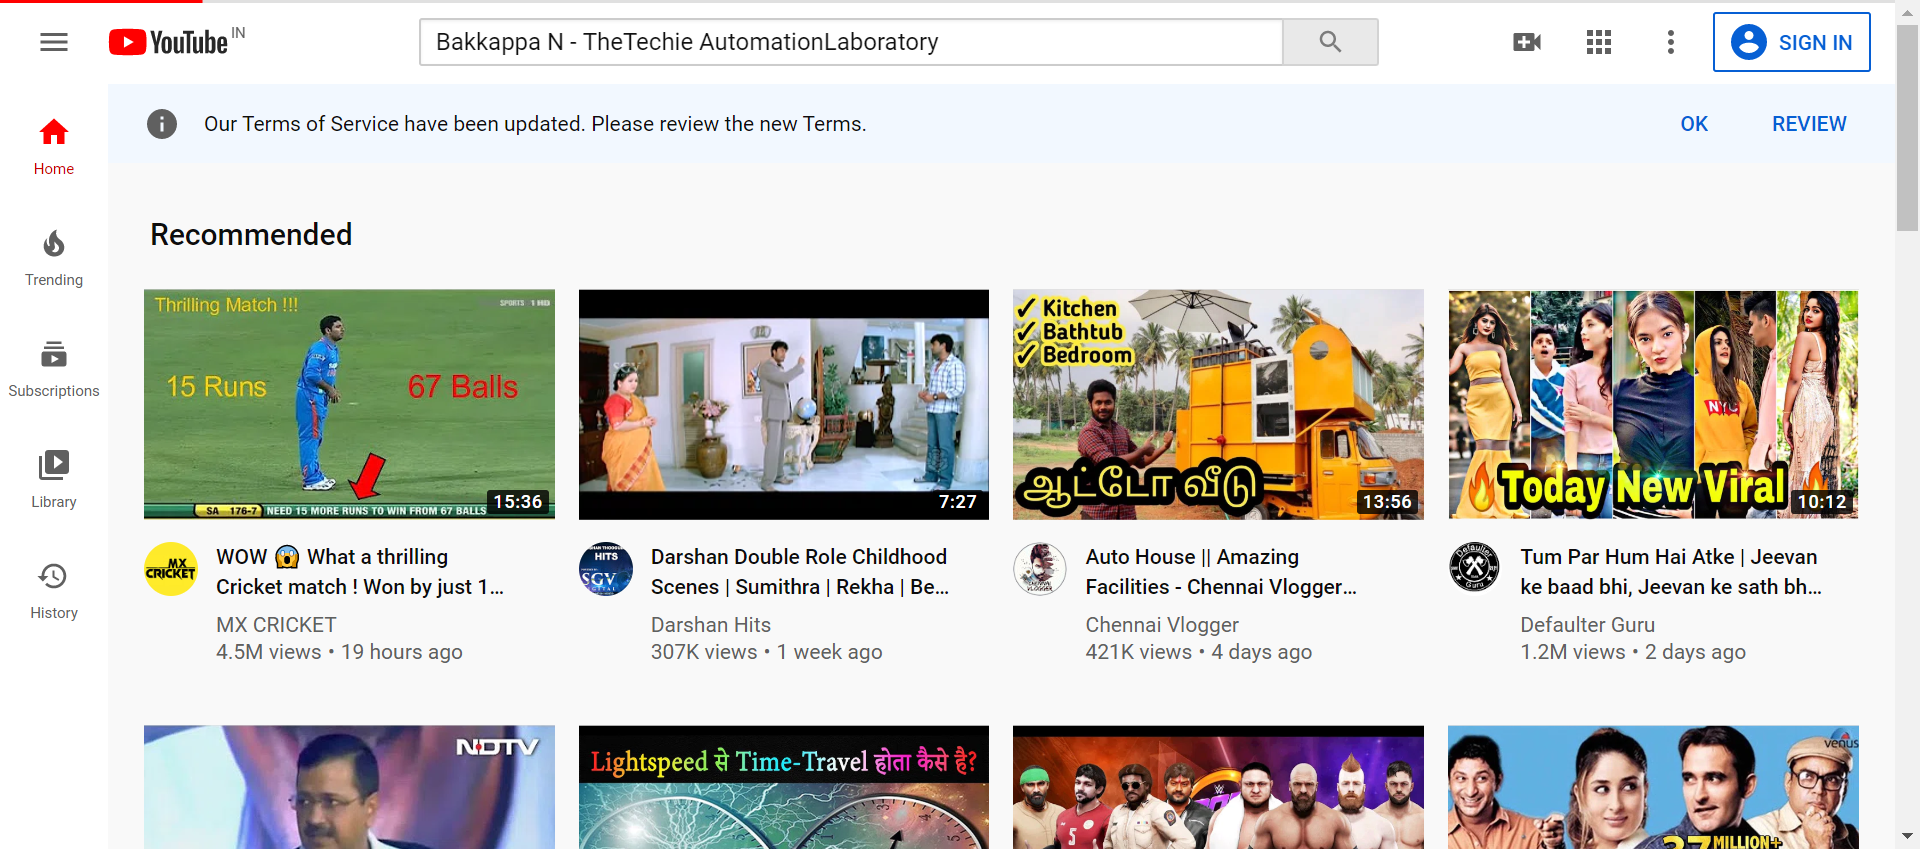 YouTube IN
Bakkappa N - TheTechie AutomationLaboratory
SIGN IN
Our Terms of Service have been updated. Please review the new Terms.
OK
REVIEW
Home
Trending
Subscriptions
Library
History
Recommended
Thrilling Match !!!
15 Runs
67 Balls
SA 176-7 NEED 15 MORE RUNS TO WIN FROM 67 BALLS
15:36
7:27
✓ Kitchen
✓ Bathtub
✓ Bedroom
ஆட்டோ வீடு
13:56
NYC
Today New Viral
10:12
MX
CRICKET
WOW 😱 What a thrilling
Cricket match ! Won by just 1...
MX CRICKET
4.5M views • 19 hours ago
HITS
SGV
Darshan Double Role Childhood
Scenes | Sumithra | Rekha | Be...
Darshan Hits
307K views • 1 week ago
Auto House || Amazing
Facilities - Chennai Vlogger...
Chennai Vlogger
421K views • 4 days ago
Defaulter
Guru
Tum Par Hum Hai Atke | Jeevan
ke baad bhi, Jeevan ke sath bh...
Defaulter Guru
1.2M views • 2 days ago
NDTV
Lightspeed से Time-Travel होता कैसे है?
venus
37 MILLION+